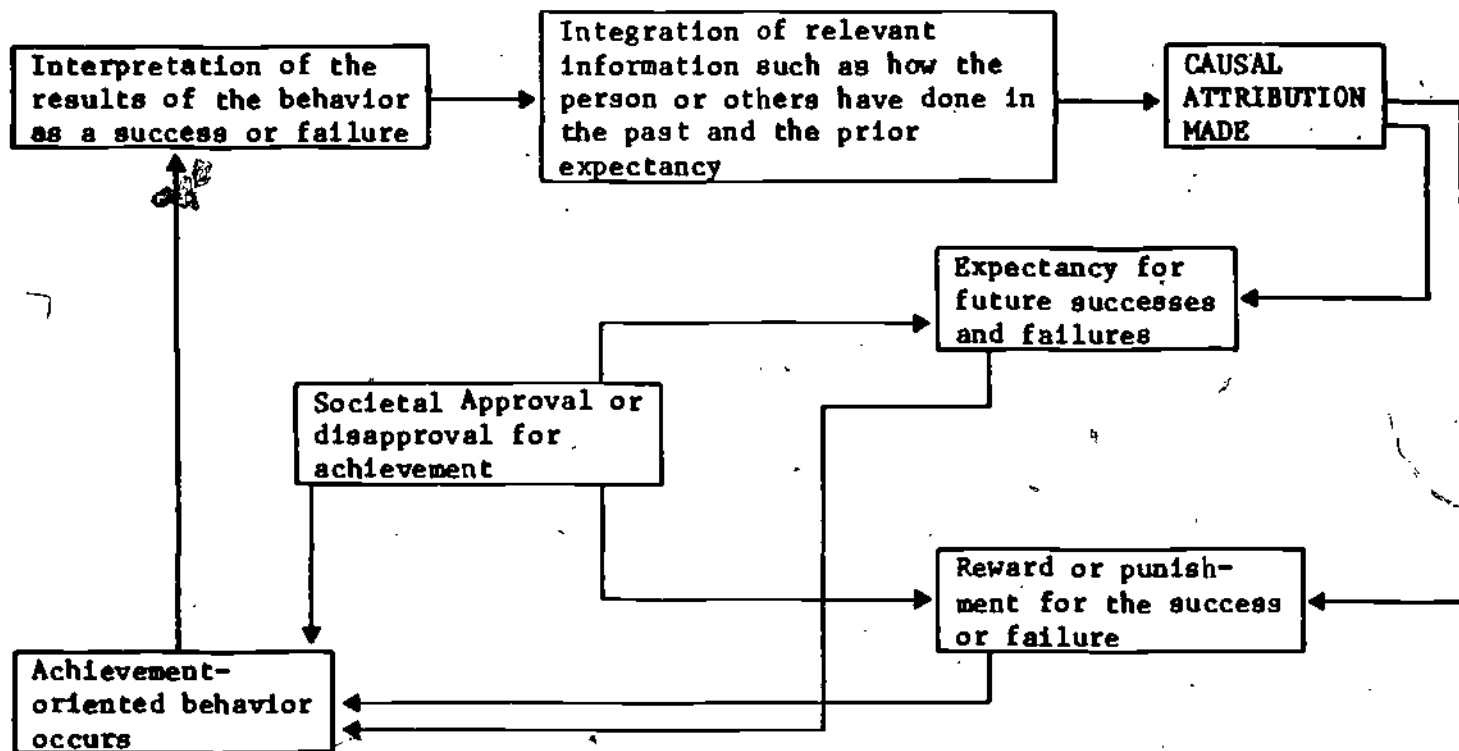 Interpretation of the
results of the behavior
as a success or failure
Integration of relevant
information such as how the
person or others have done in
the past and the prior
expectancy
CAUSAL
ATTRIBUTION
MADE
Expectancy for
future successes
and failures
Societal Approval or
disapproval for
achievement
Reward or punish-
ment for the success
or failure
Achievement-
oriented behavior
occurs